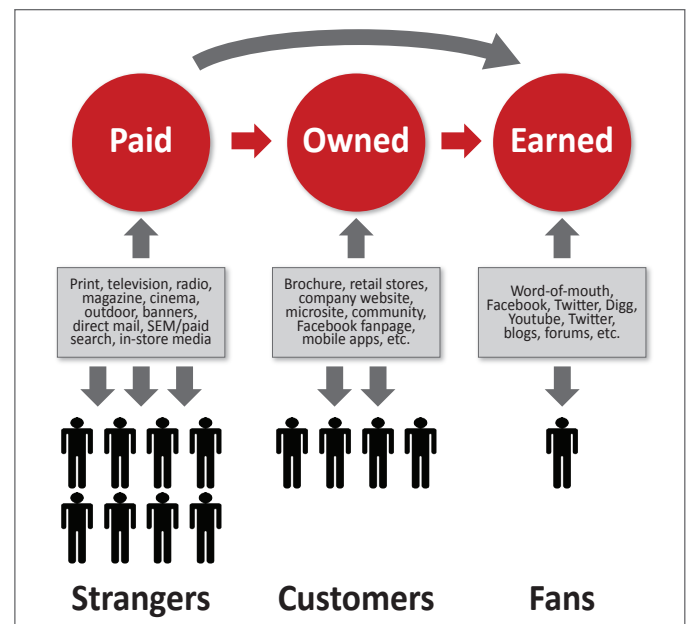 Paid
Owned
Earned
Print, television, radio,
magazine, cinema,
outdoor, banners,
direct mail, SEM/paid
search, in-store media
Brochure, retail stores,
company website,
microsite, community,
Facebook fanpage,
mobile apps, etc.
Word-of-mouth,
Facebook, Twitter, Digg,
Youtube, Twitter,
blogs, forums, etc.
Strangers
Customers
Fans